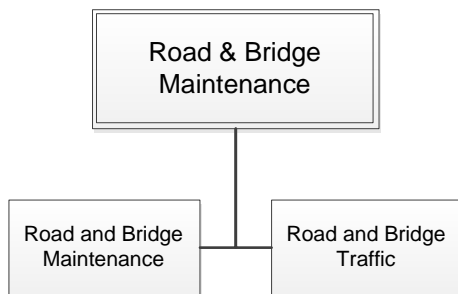 Road & Bridge
Maintenance
Road and Bridge
Maintenance
Road and Bridge
Traffic